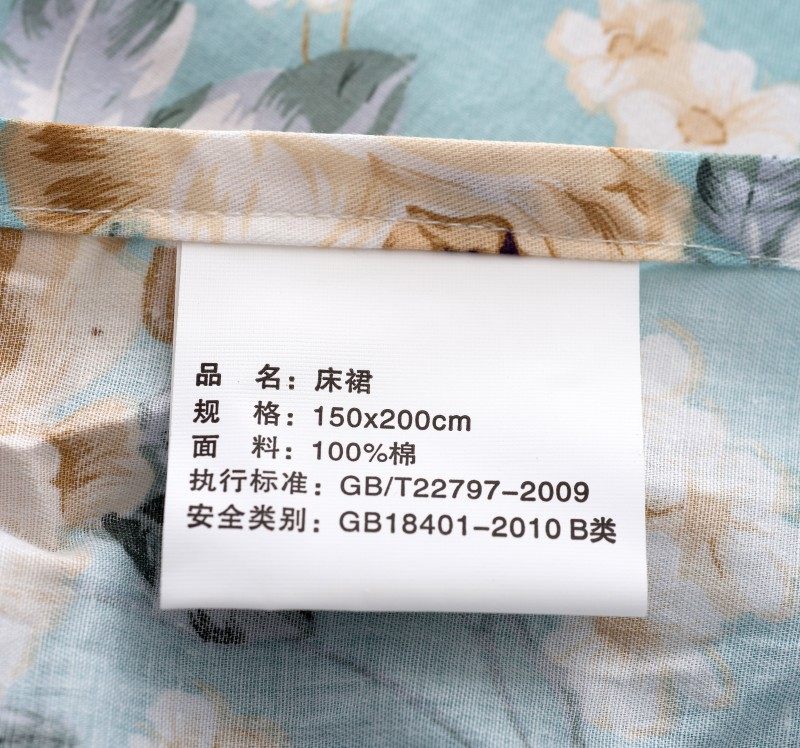 品 名：床裙
规 格：150x200cm
面 料：100%棉
执行标准：GB/T22797-2009
安全类别：GB18401-2010 B类